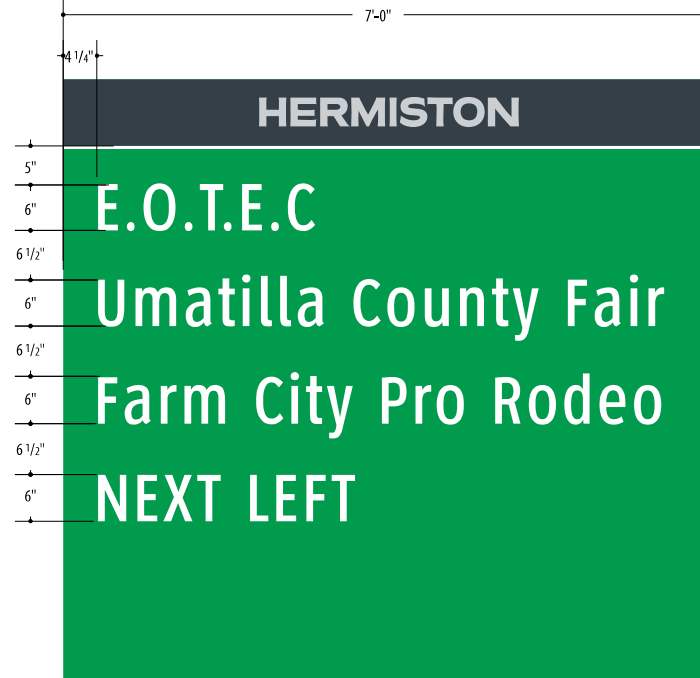 7'-0"
4 1/4"
HERMISTON
5"
6" E.O.T.E.C
6 1/2"
6" Umatilla County Fair
6 1/2"
6" Farm City Pro Rodeo
6 1/2"
6" NEXT LEFT